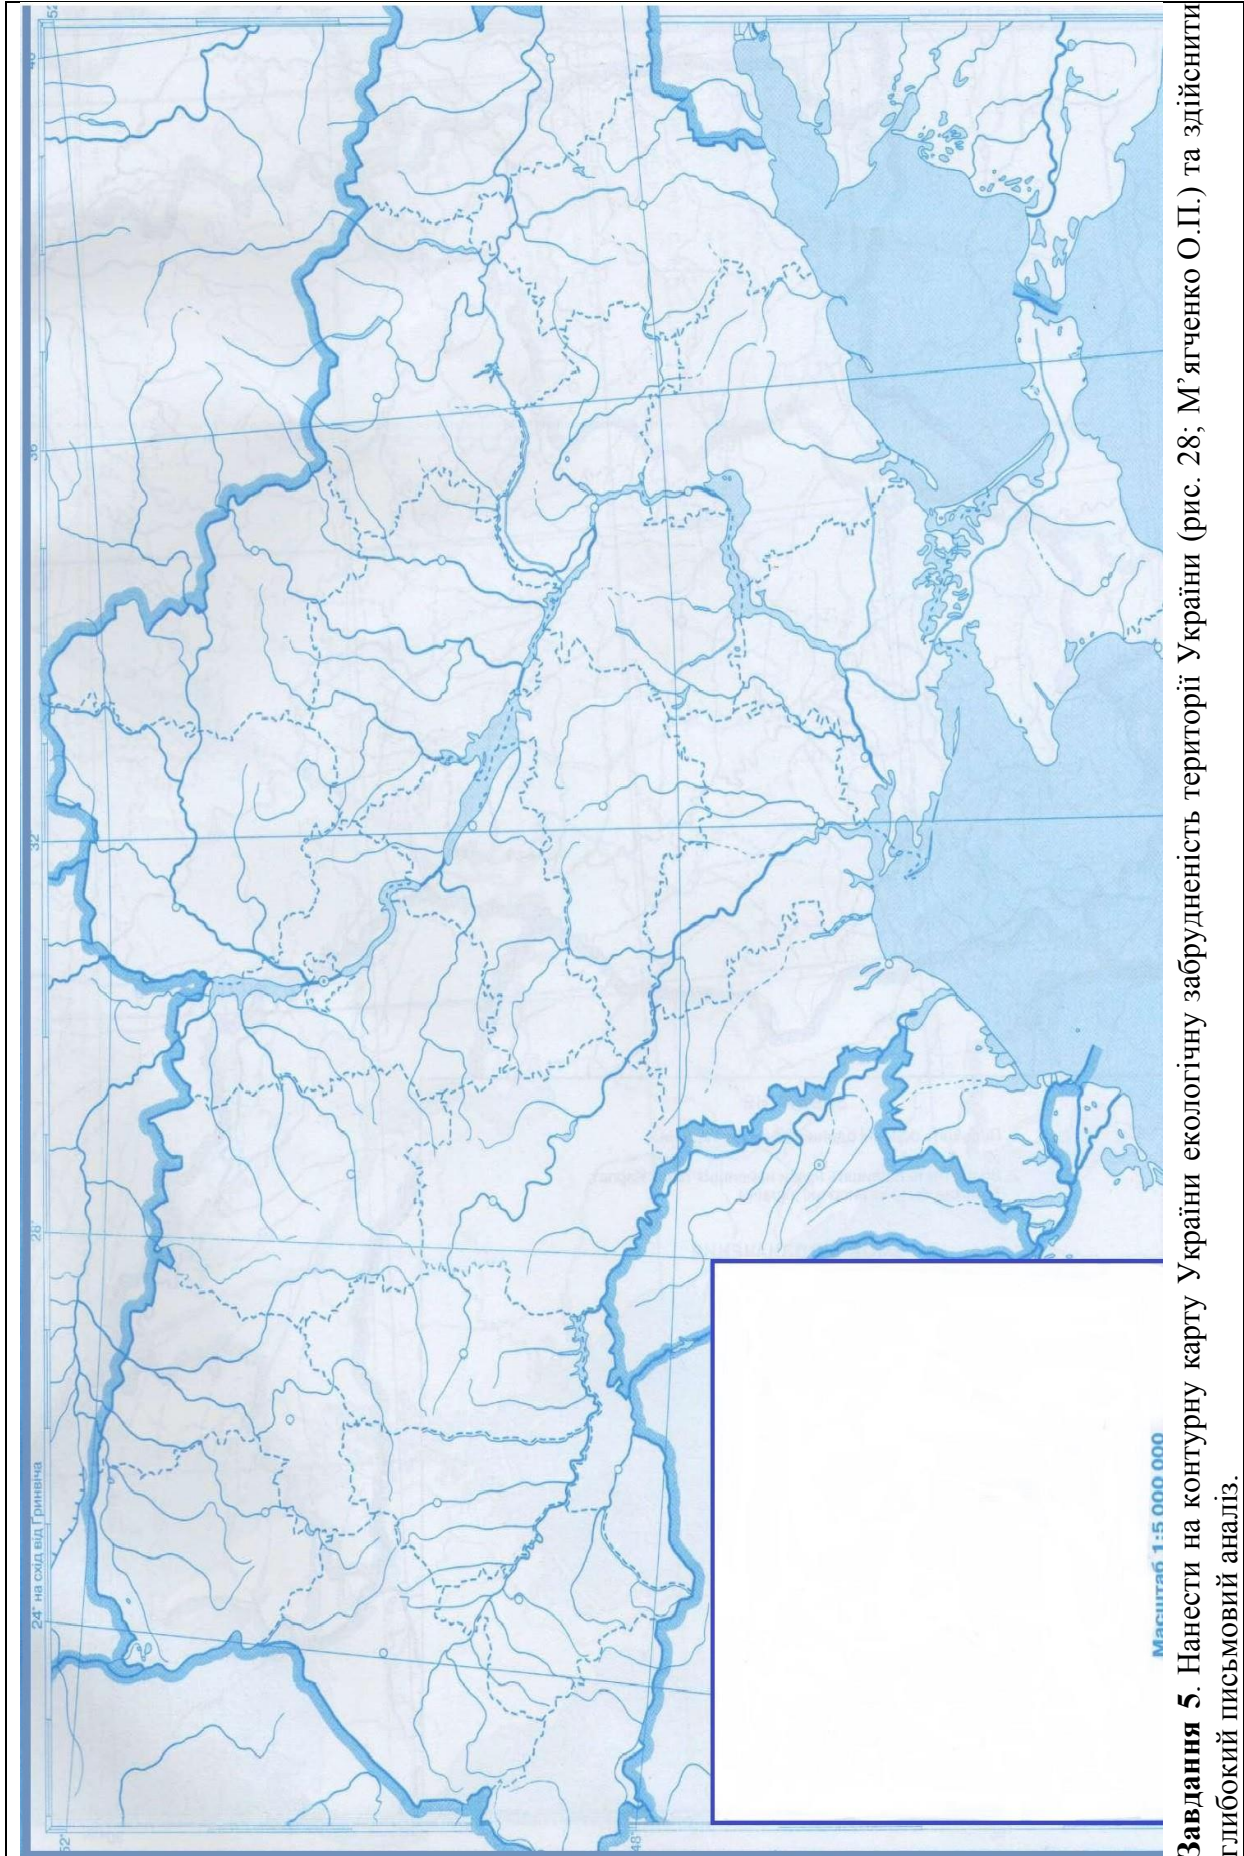 52°
24° на схід від Гринвіча
28°
32
36
40
52
48°
Масштаб 1:5 000 000
Завдання 5. Нанести на контурну карту України екологічну забрудненість території України (рис. 28; М’ягченко О.П.) та здійснити
глибокий письмовий аналіз.